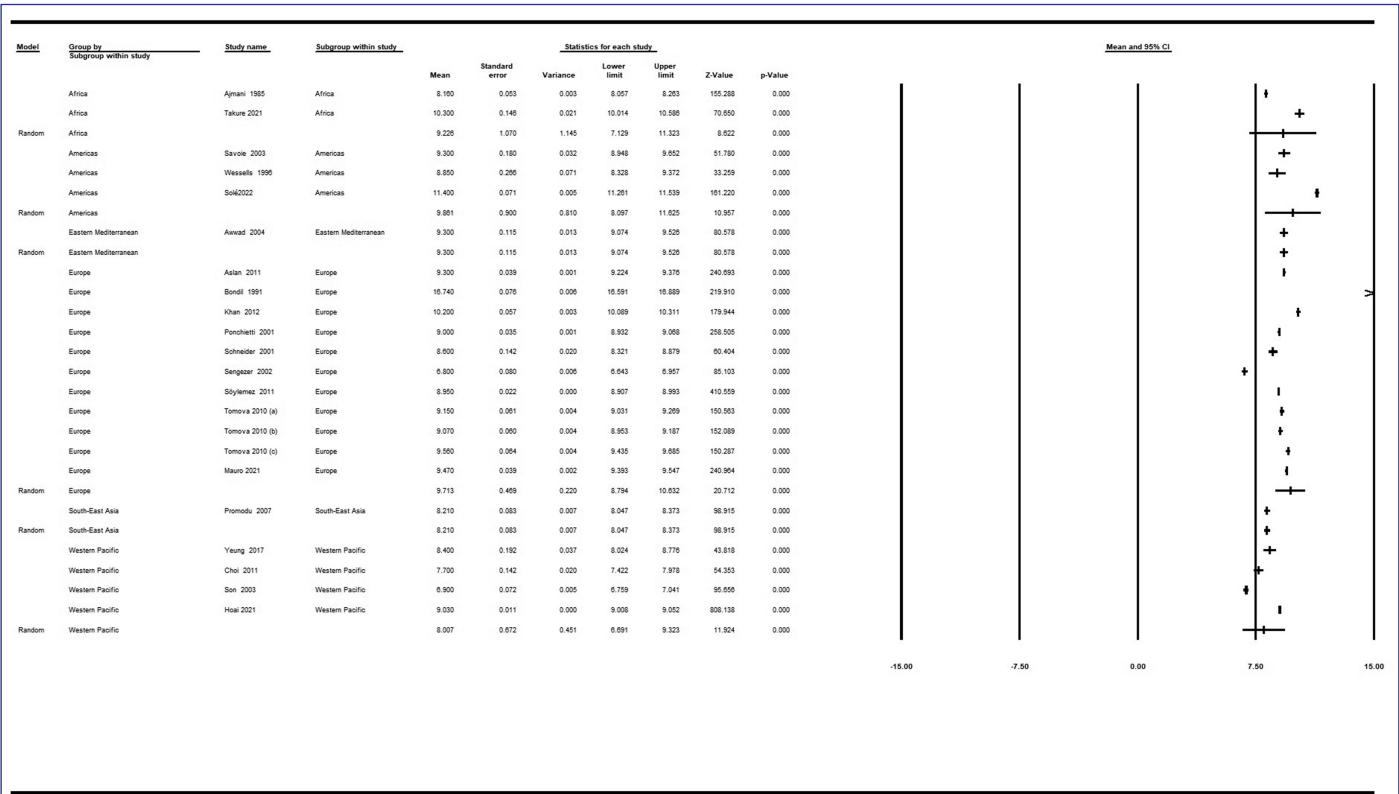 Model Group by Study name Subgroup within study Statistics for each study Mean and 95% CI
Subgroup within study
Standard Lower Upper
Mean error Variance limit limit Z-Value p-Value
Africa Ajmani 1985 Africa 8.160 0.053 0.003 8.057 8.263 155.288 0.000
Africa Takure 2021 Africa 10.300 0.146 0.021 10.014 10.586 70.650 0.000
Random Africa 9.226 1.070 1.145 7.129 11.323 8.622 0.000
Americas Savoie 2003 Americas 9.300 0.180 0.032 8.948 9.652 51.780 0.000
Americas Wessells 1996 Americas 8.850 0.266 0.071 8.328 9.372 33.259 0.000
Americas Solé2022 Americas 11.400 0.071 0.005 11.261 11.539 161.220 0.000
Random Americas 9.861 0.900 0.810 8.097 11.625 10.957 0.000
Eastern Mediterranean Awwad 2004 Eastern Mediterranean 9.300 0.115 0.013 9.074 9.526 80.578 0.000
Random Eastern Mediterranean 9.300 0.115 0.013 9.074 9.526 80.578 0.000
Europe Aslan 2011 Europe 9.300 0.039 0.001 9.224 9.376 240.693 0.000
Europe Bondil 1991 Europe 16.740 0.076 0.006 16.591 16.889 219.910 0.000
Europe Khan 2012 Europe 10.200 0.057 0.003 10.089 10.311 179.944 0.000
Europe Ponchietti 2001 Europe 9.000 0.035 0.001 8.932 9.068 258.505 0.000
Europe Schneider 2001 Europe 8.600 0.142 0.020 8.321 8.879 60.404 0.000
Europe Sengezer 2002 Europe 6.800 0.080 0.006 6.643 6.957 85.103 0.000
Europe Söylemez 2011 Europe 8.950 0.022 0.000 8.907 8.993 410.559 0.000
Europe Tomova 2010 (a) Europe 9.150 0.061 0.004 9.031 9.269 150.563 0.000
Europe Tomova 2010 (b) Europe 9.070 0.060 0.004 8.953 9.187 152.089 0.000
Europe Tomova 2010 (c) Europe 9.560 0.064 0.004 9.435 9.685 150.287 0.000
Europe Mauro 2021 Europe 9.470 0.039 0.002 9.393 9.547 240.964 0.000
Random Europe 9.713 0.469 0.220 8.794 10.632 20.712 0.000
South-East Asia Promodu 2007 South-East Asia 8.210 0.083 0.007 8.047 8.373 98.915 0.000
Random South-East Asia 8.210 0.083 0.007 8.047 8.373 98.915 0.000
Western Pacific Yeung 2017 Western Pacific 8.400 0.192 0.037 8.024 8.776 43.818 0.000
Western Pacific Choi 2011 Western Pacific 7.700 0.142 0.020 7.422 7.978 54.353 0.000
Western Pacific Son 2003 Western Pacific 6.900 0.072 0.005 6.759 7.041 95.656 0.000
Western Pacific Hoai 2021 Western Pacific 9.030 0.011 0.000 9.008 9.052 808.138 0.000
Random Western Pacific 8.007 0.672 0.451 6.691 9.323 11.924 0.000
-15.00 -7.50 0.00 7.50 15.00